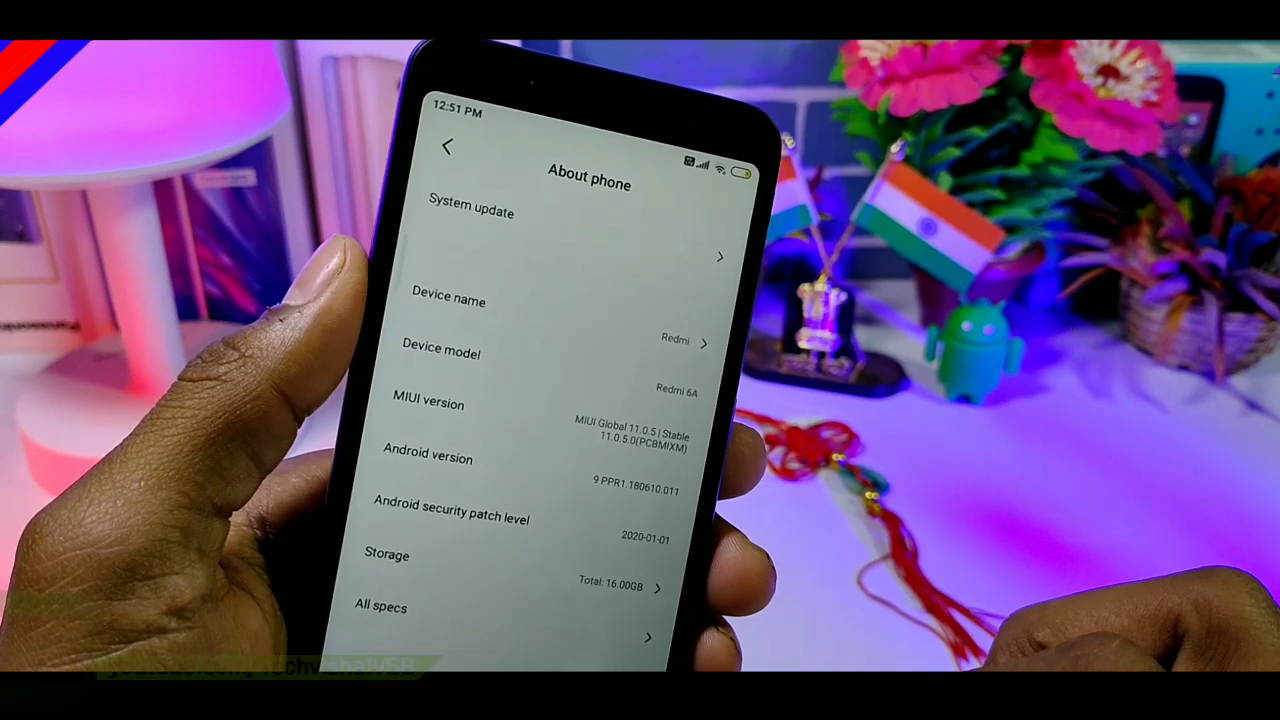 12:51 PM
About phone
System update
Device name
Redmi
Device model
Redmi 6A
MIUI version
MIUI Global 11.0.5 | Stable
11.0.5.0(PCBMIXM)
Android version
9 PPR1.180610.011
Android security patch level
2020-01-01
Storage
Total: 16.00GB
All specs
Panasonic